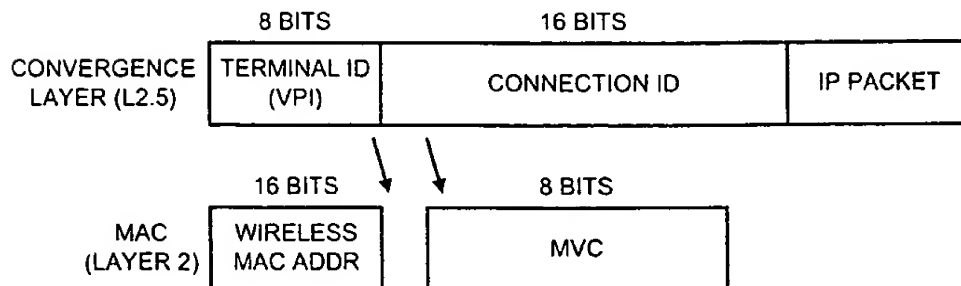 8 BITS 16 BITS
CONVERGENCE LAYER (L2.5)
TERMINAL ID (VPI)
CONNECTION ID
IP PACKET
16 BITS 8 BITS
MAC (LAYER 2)
WIRELESS MAC ADDR
MVC